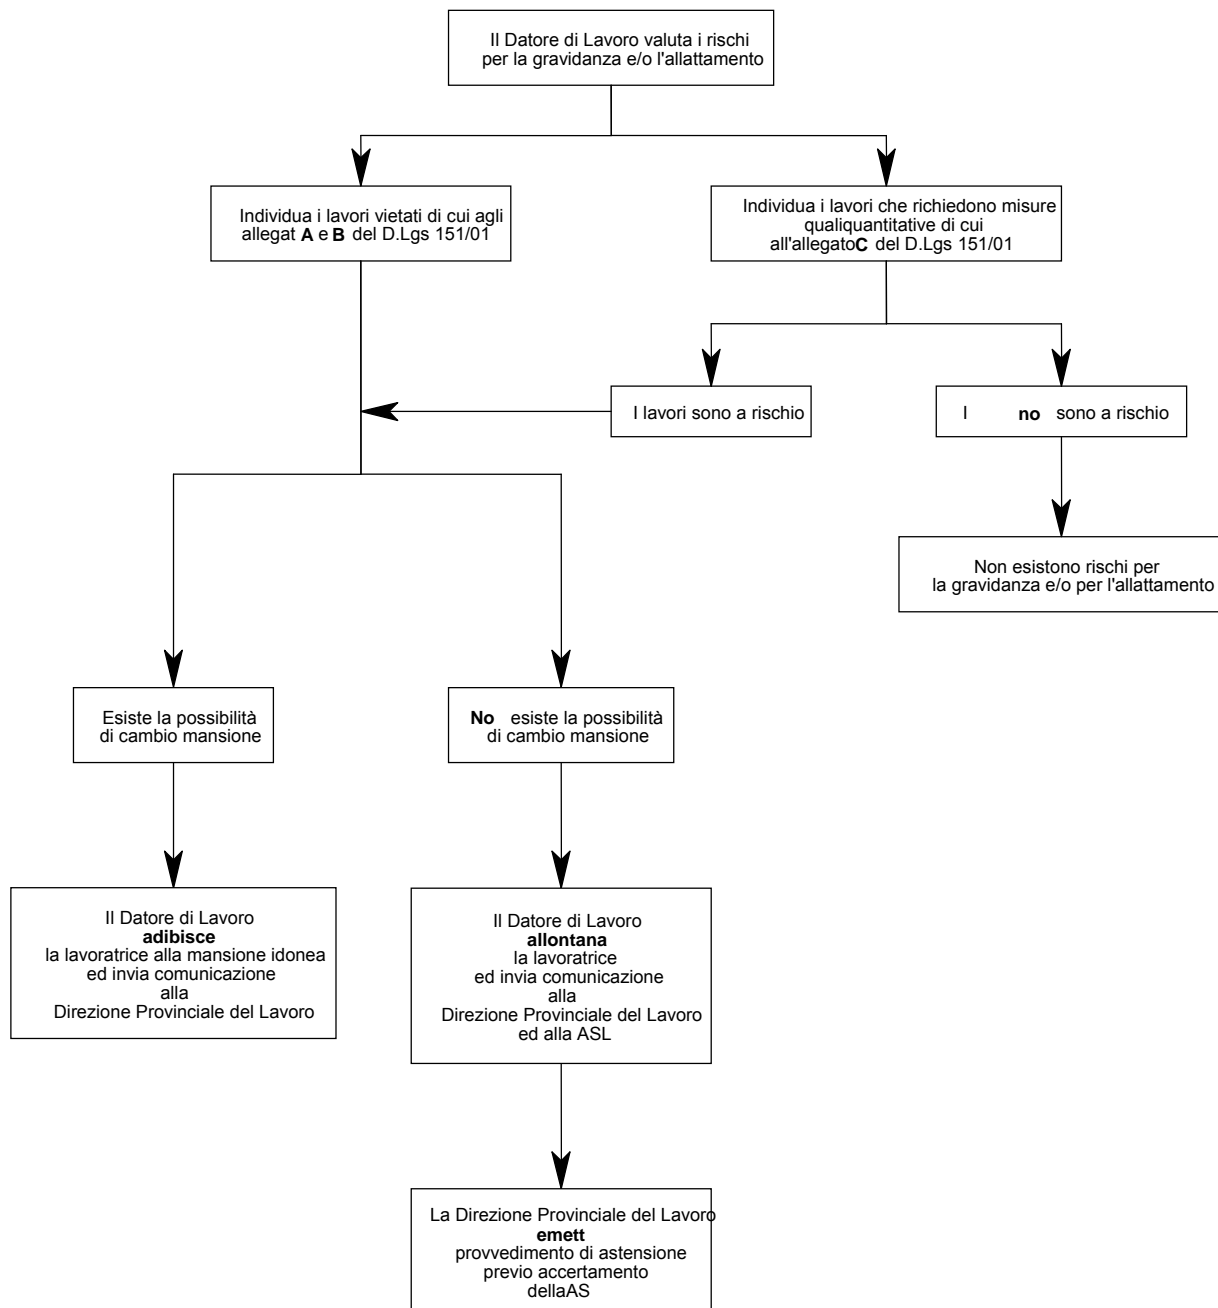 Il Datore di Lavoro valuta i rischi
per la gravidanza e/o l'allattamento
Individua i lavori vietati di cui agli
allegat A e B del D.Lgs 151/01
Individua i lavori che richiedono misure
qualiquantitative di cui
all'allegatoC del D.Lgs 151/01
I lavori sono a rischio
I no sono a rischio
Non esistono rischi per
la gravidanza e/o per l'allattamento
Esiste la possibilità
di cambio mansione
No esiste la possibilità
di cambio mansione
Il Datore di Lavoro
adibisce
la lavoratrice alla mansione idonea
ed invia comunicazione
alla
Direzione Provinciale del Lavoro
Il Datore di Lavoro
allontana
la lavoratrice
ed invia comunicazione
alla
Direzione Provinciale del Lavoro
ed alla ASL
La Direzione Provinciale del Lavoro
emett
provvedimento di astensione
previo accertamento
dellaAS